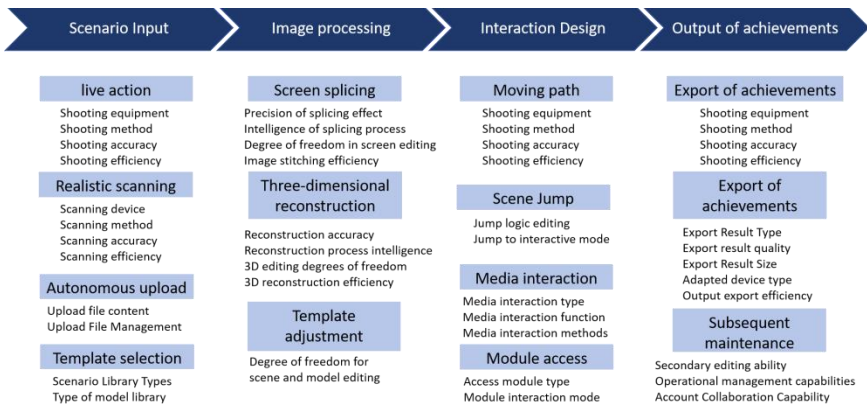 Scenario Input
Image processing
Interaction Design
Output of achievements
live action
Shooting equipment
Shooting method
Shooting accuracy
Shooting efficiency
Realistic scanning
Scanning device
Scanning method
Scanning accuracy
Scanning efficiency
Autonomous upload
Upload file content
Upload File Management
Template selection
Scenario Library Types
Type of model library
Screen splicing
Precision of splicing effect
Intelligence of splicing process
Degree of freedom in screen editing
Image stitching efficiency
Three-dimensional
reconstruction
Reconstruction accuracy
Reconstruction process intelligence
3D editing degrees of freedom
3D reconstruction efficiency
Template
adjustment
Degree of freedom for
scene and model editing
Moving path
Shooting equipment
Shooting method
Shooting accuracy
Shooting efficiency
Scene Jump
Jump logic editing
Jump to interactive mode
Media interaction
Media interaction type
Media interaction function
Media interaction methods
Module access
Access module type
Module interaction mode
Export of achievements
Shooting equipment
Shooting method
Shooting accuracy
Shooting efficiency
Export of
achievements
Export Result Type
Export result quality
Export Result Size
Adapted device type
Output export efficiency
Subsequent
maintenance
Secondary editing ability
Operational management capabilities
Account Collaboration Capability